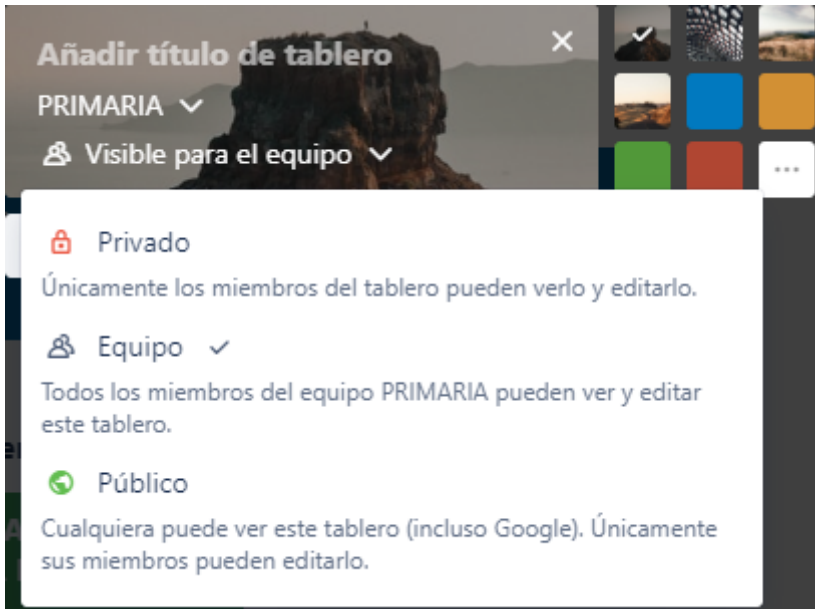 Añadir título de tablero
PRIMARIA
Visible para el equipo
Privado
Únicamente los miembros del tablero pueden verlo y editarlo.
Equipo
Todos los miembros del equipo PRIMARIA pueden ver y editar
este tablero.
Público
Cualquiera puede ver este tablero (incluso Google). Únicamente
sus miembros pueden editarlo.